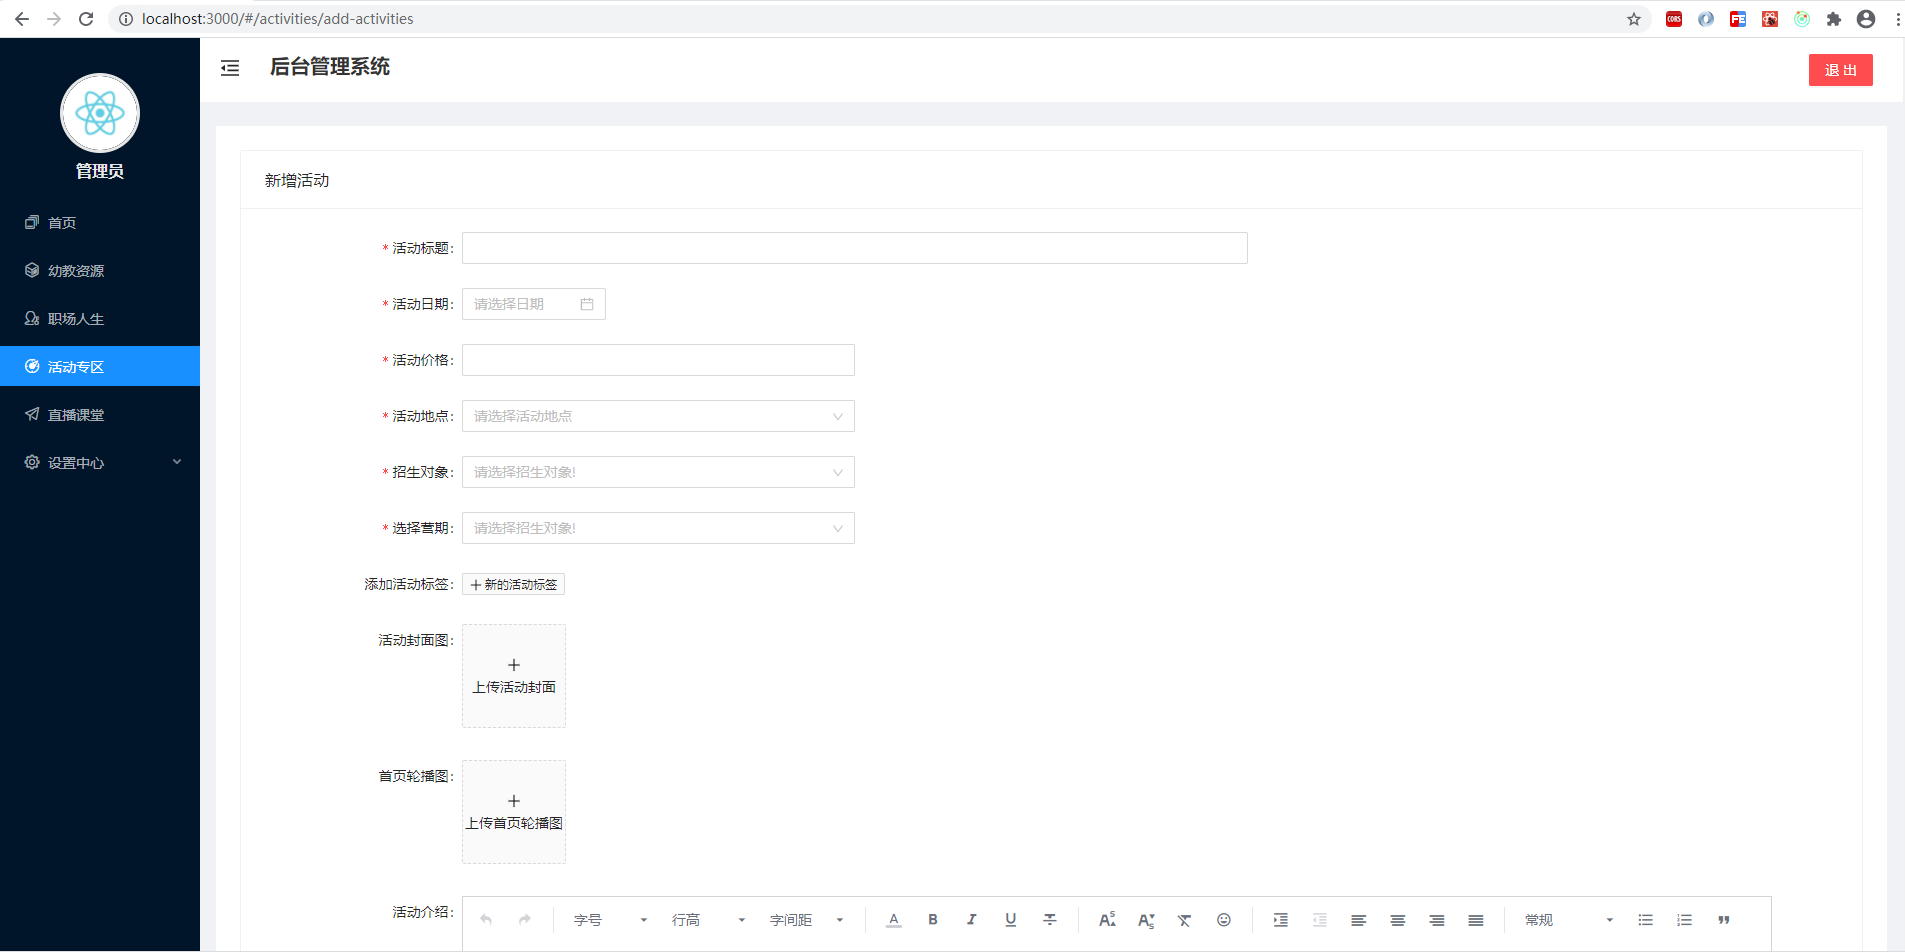 localhost:3000/#/activities/add-activities
CORS
FE
后台管理系统
退 出
管理员
首页
幼教资源
职场人生
活动专区
直播课堂
设置中心
新增活动
* 活动标题:
* 活动日期: 请选择日期
* 活动价格:
* 活动地点: 请选择活动地点
* 招生对象: 请选择招生对象!
* 选择营期: 请选择招生对象!
添加活动标签: + 新的活动标签
活动封面图:
+
上传活动封面
首页轮播图:
+
上传首页轮播图
活动介绍: 字号 行高 字间距 A B I U 常规